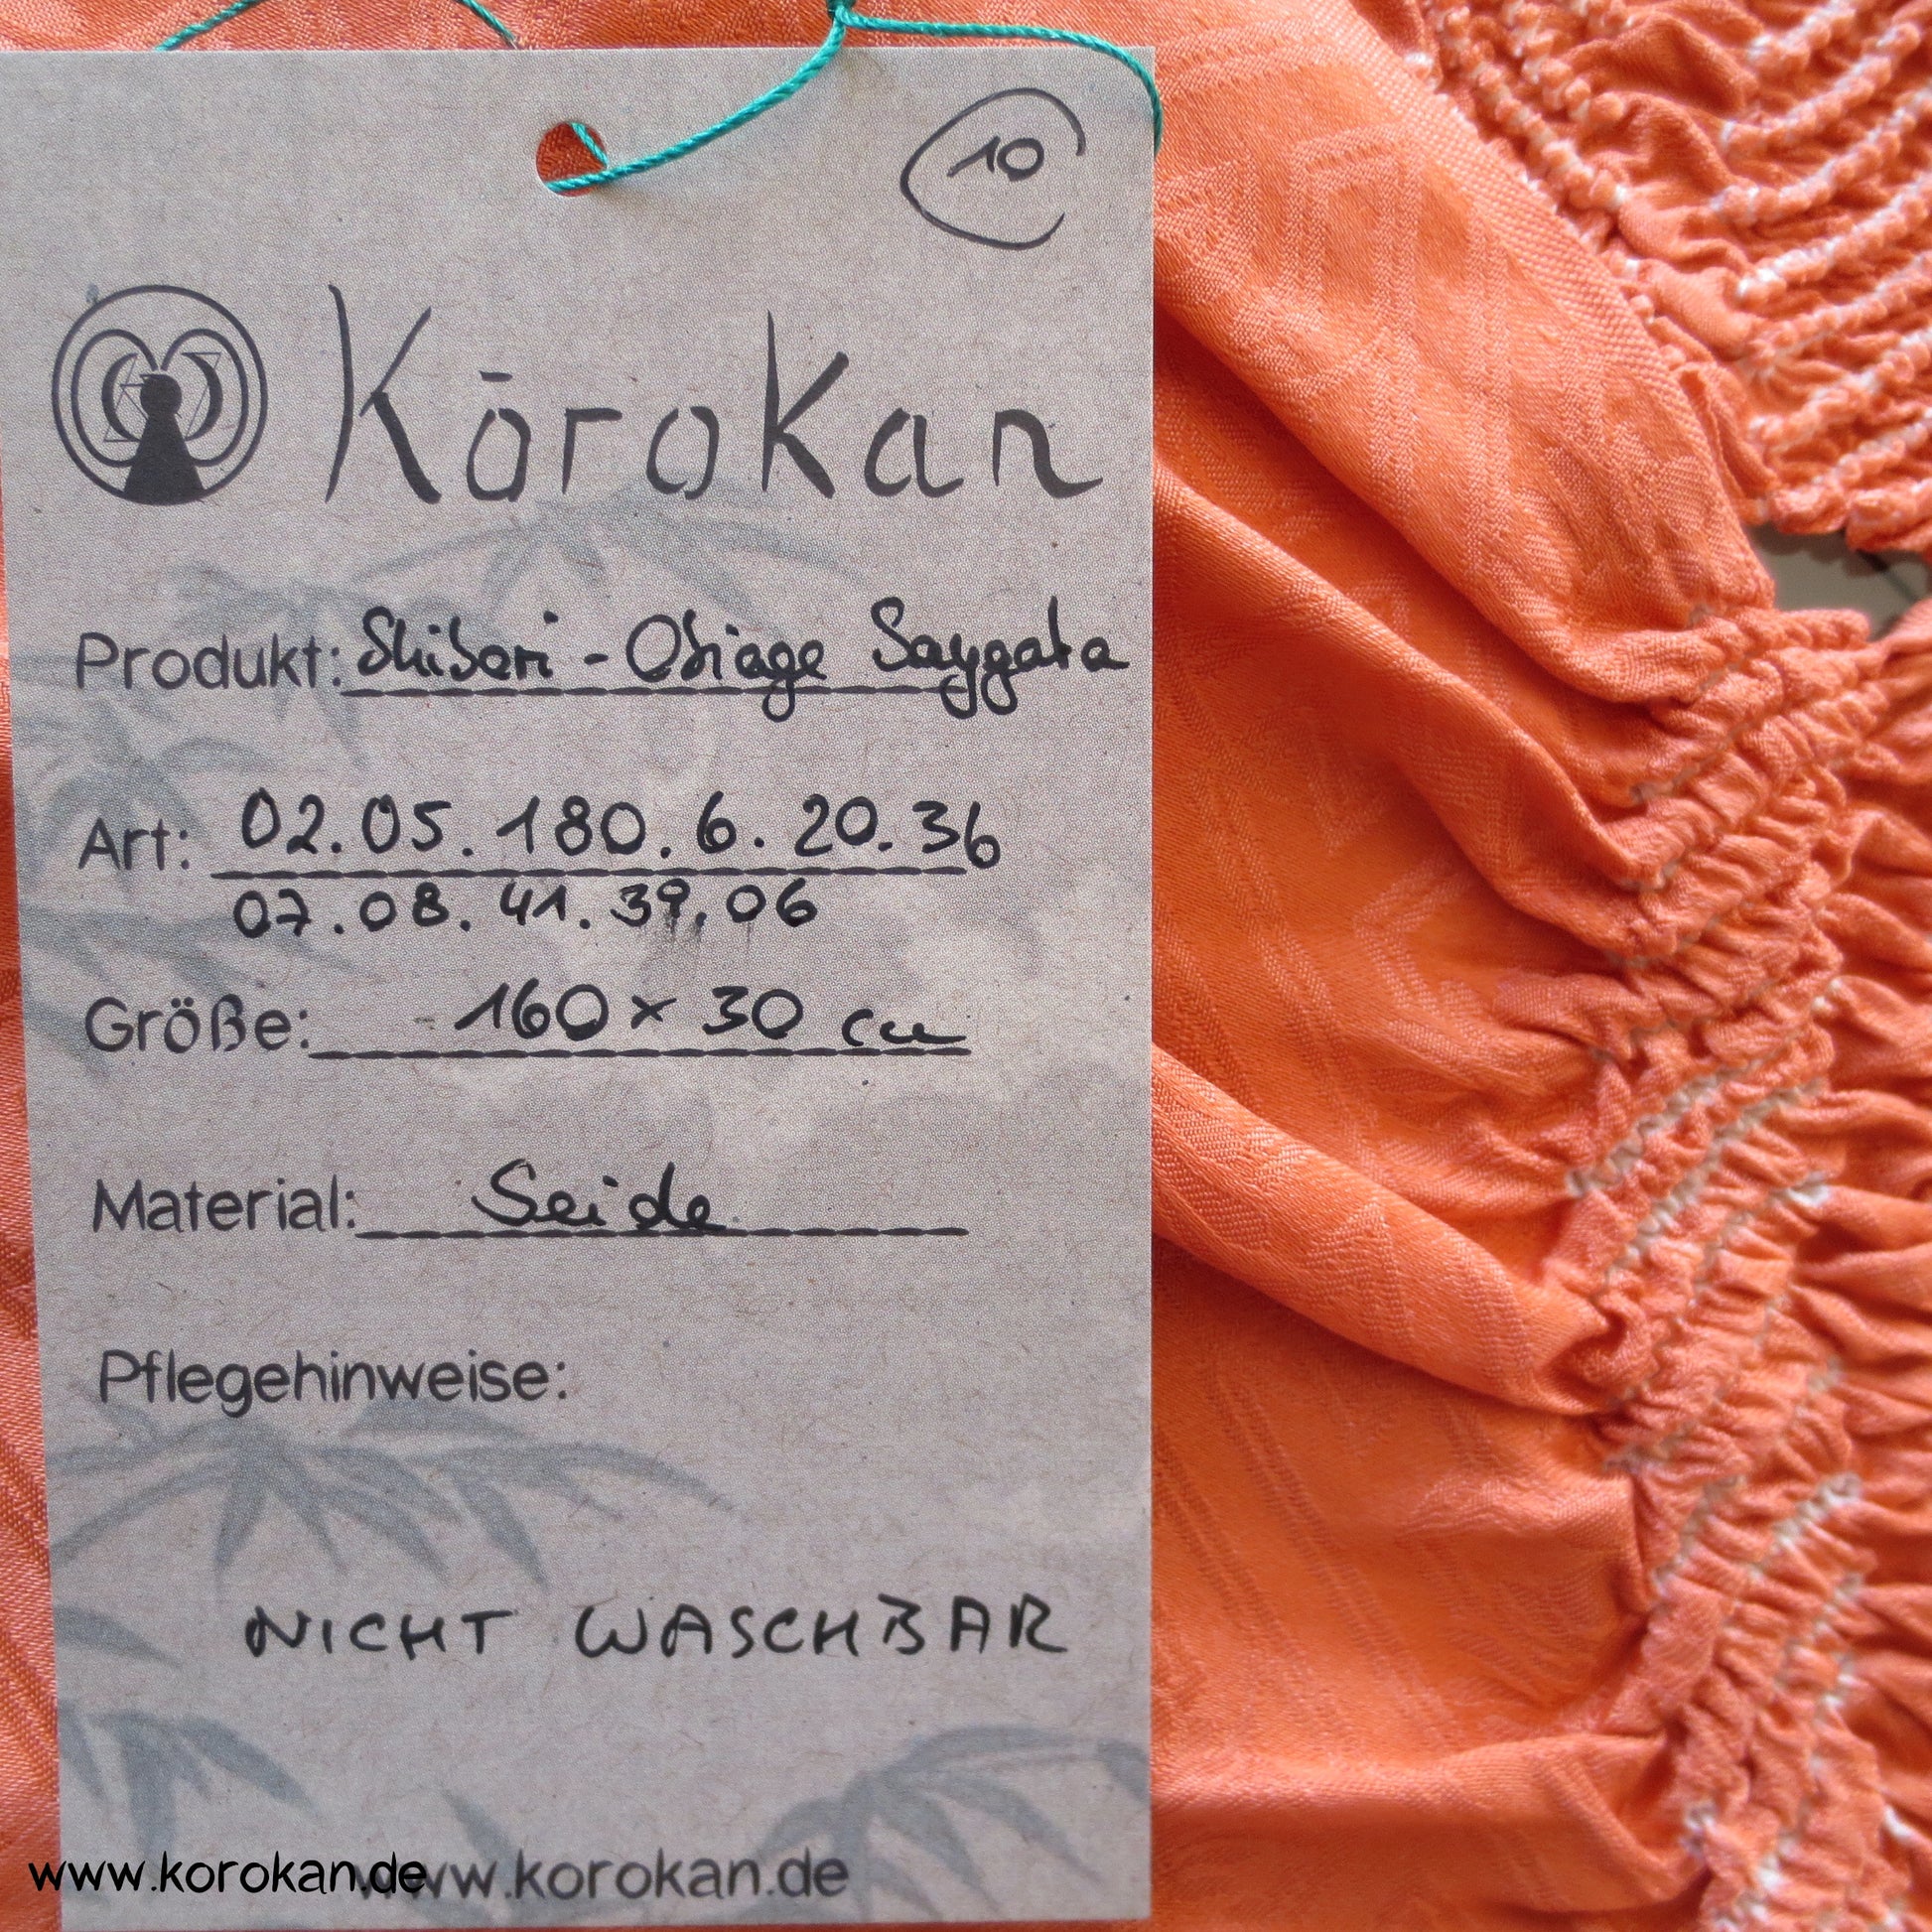 10
Kōrokan
Produkt: Shibori - Obiage Sayagata
Art: 02.05.180.6.20.36
07.08.41.39.06
Größe: 160 x 30 cm
Material: Seide
Pflegehinweise:
NICHT WASCHBAR
www.korokan.de
www.korokan.de